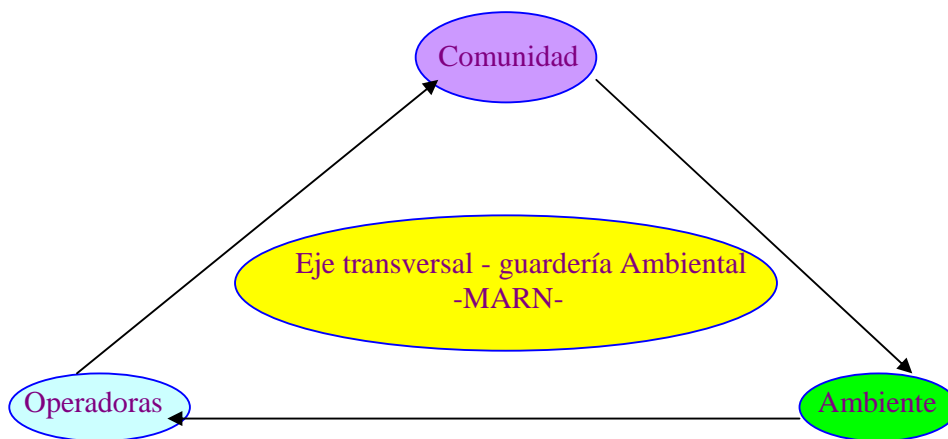 Comunidad
Eje transversal - guardería Ambiental
-MARN-
Operadoras
Ambiente